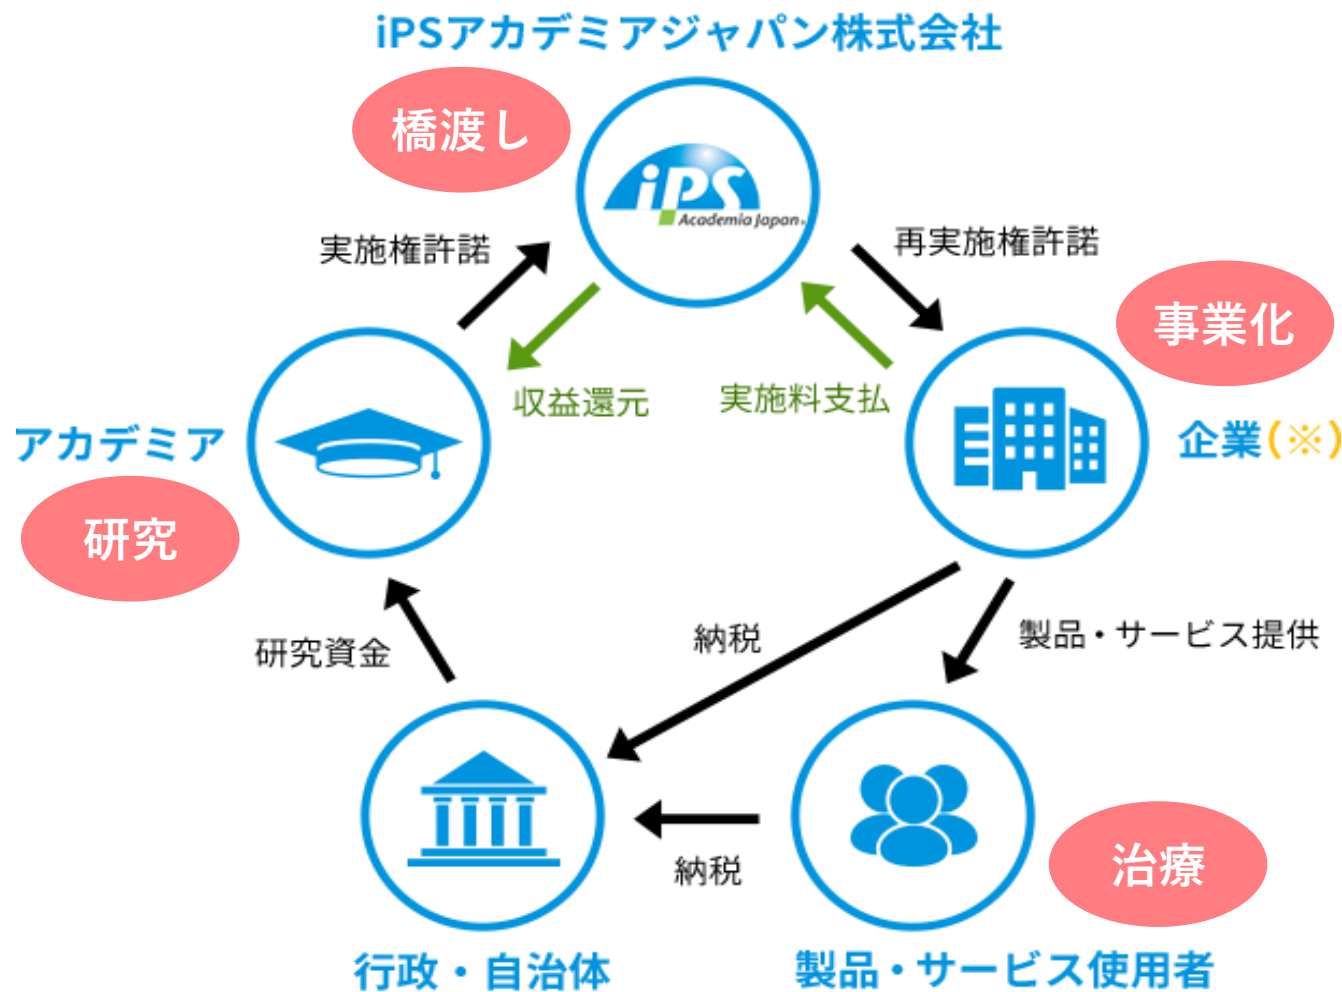 iPSアカデミアジャパン株式会社
橋渡し
iPS
Academia Japan
実施権許諾
再実施権許諾
事業化
収益還元
実施料支払
アカデミア
企業(※)
研究
研究資金
納税
製品・サービス提供
納税
治療
行政・自治体
製品・サービス使用者